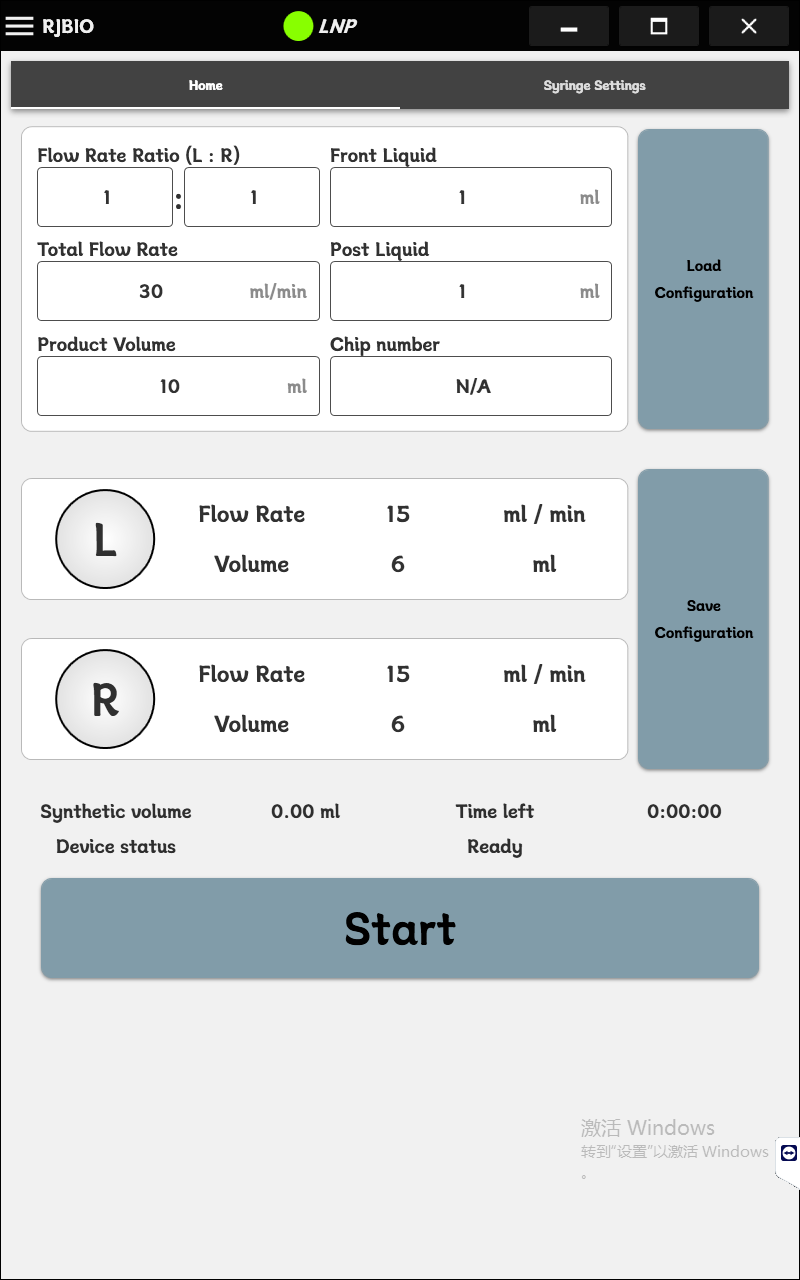 RJBIO
LNP
Home
Syringe Settings
Flow Rate Ratio (L : R)
Front Liquid
1 : 1
1 ml
Total Flow Rate
Post Liquid
30 ml/min
1 ml
Product Volume
Chip number
10 ml
N/A
Load
Configuration
L
Flow Rate 15 ml / min
Volume 6 ml
R
Flow Rate 15 ml / min
Volume 6 ml
Save
Configuration
Synthetic volume 0.00 ml Time left 0:00:00
Device status Ready
Start
激活 Windows
转到“设置”以激活 Windows
。